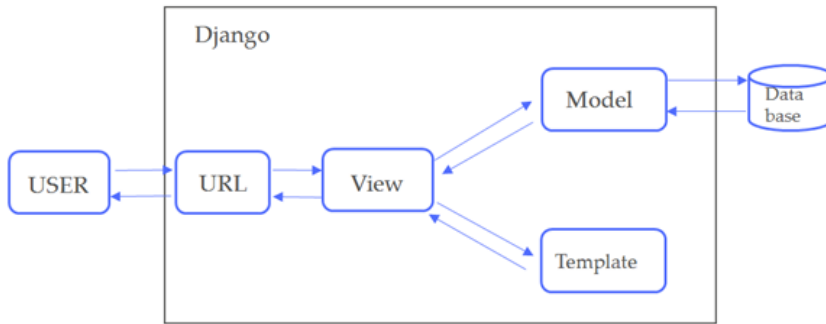 Django
Model
Data
base
USER
URL
View
Template